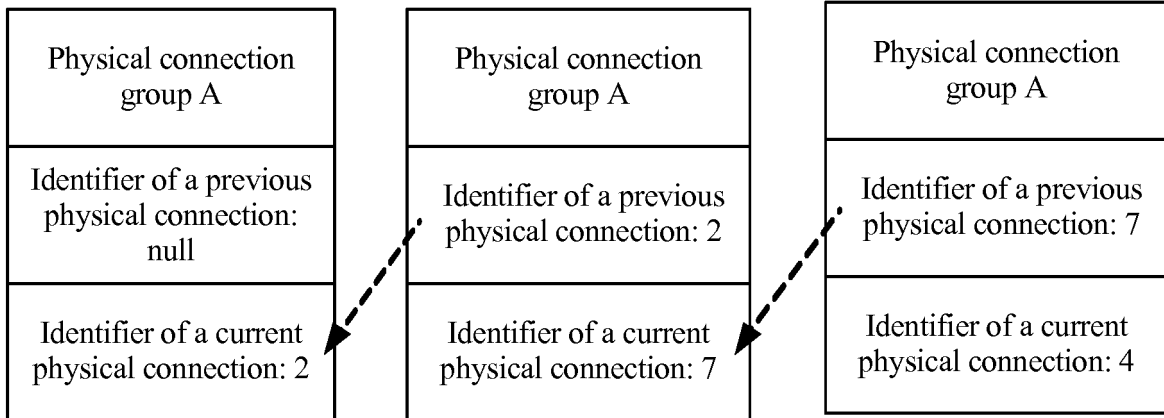 Physical connection
group A
Identifier of a previous
physical connection:
null
Identifier of a current
physical connection: 2
Physical connection
group A
Identifier of a previous
physical connection: 2
Identifier of a current
physical connection: 7
Physical connection
group A
Identifier of a previous
physical connection: 7
Identifier of a current
physical connection: 4